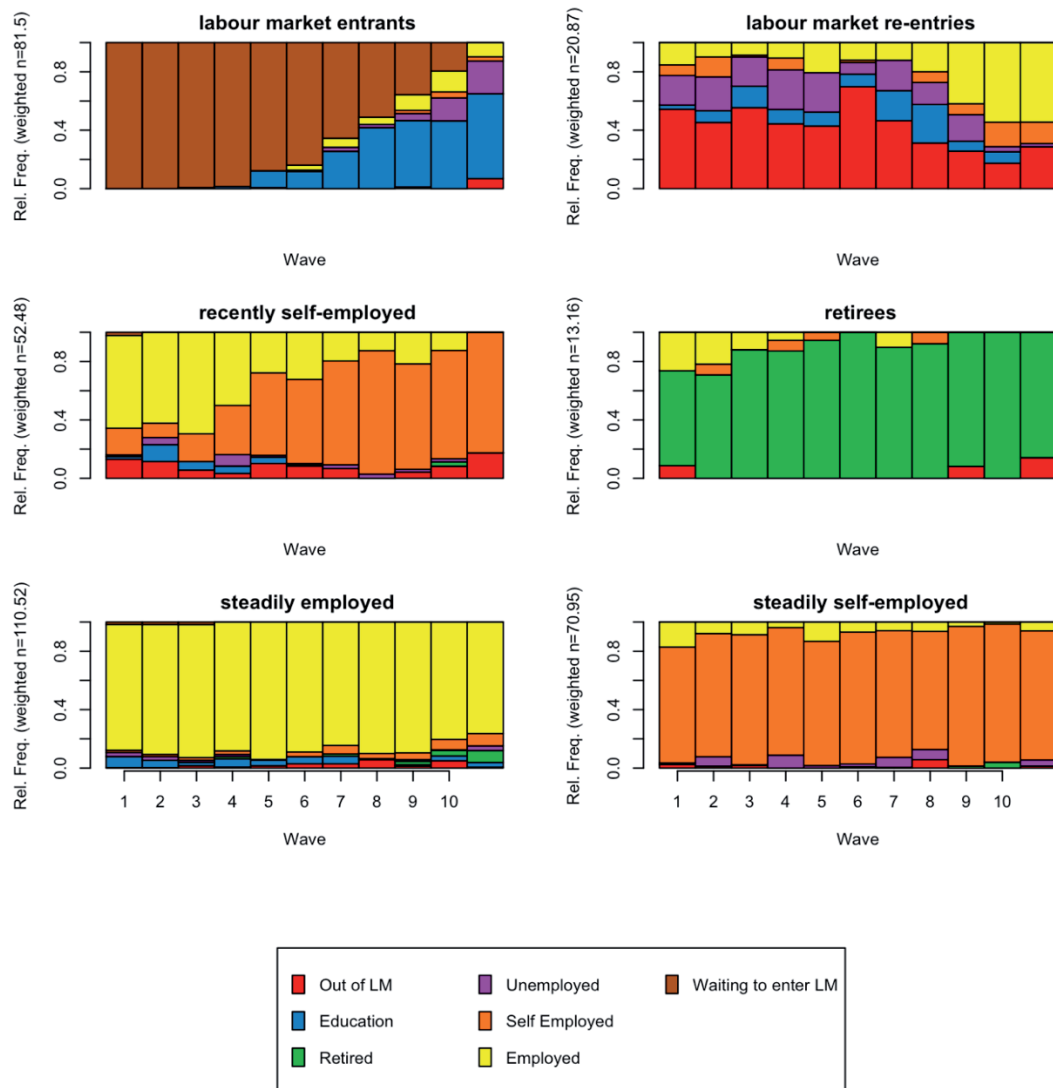 labour market entrants
Rel. Freq. (weighted n=81.5)
0.0 0.4 0.8
Wave
labour market re-entries
Rel. Freq. (weighted n=20.87)
0.0 0.4 0.8
Wave
recently self-employed
Rel. Freq. (weighted n=52.48)
0.0 0.4 0.8
Wave
retirees
Rel. Freq. (weighted n=13.16)
0.0 0.4 0.8
Wave
steadily employed
Rel. Freq. (weighted n=110.52)
0.0 0.4 0.8
1 2 3 4 5 6 7 8 9 10
Wave
steadily self-employed
Rel. Freq. (weighted n=70.95)
0.0 0.4 0.8
1 2 3 4 5 6 7 8 9 10
Wave
Out of LM
Education
Retired
Unemployed
Self Employed
Employed
Waiting to enter LM